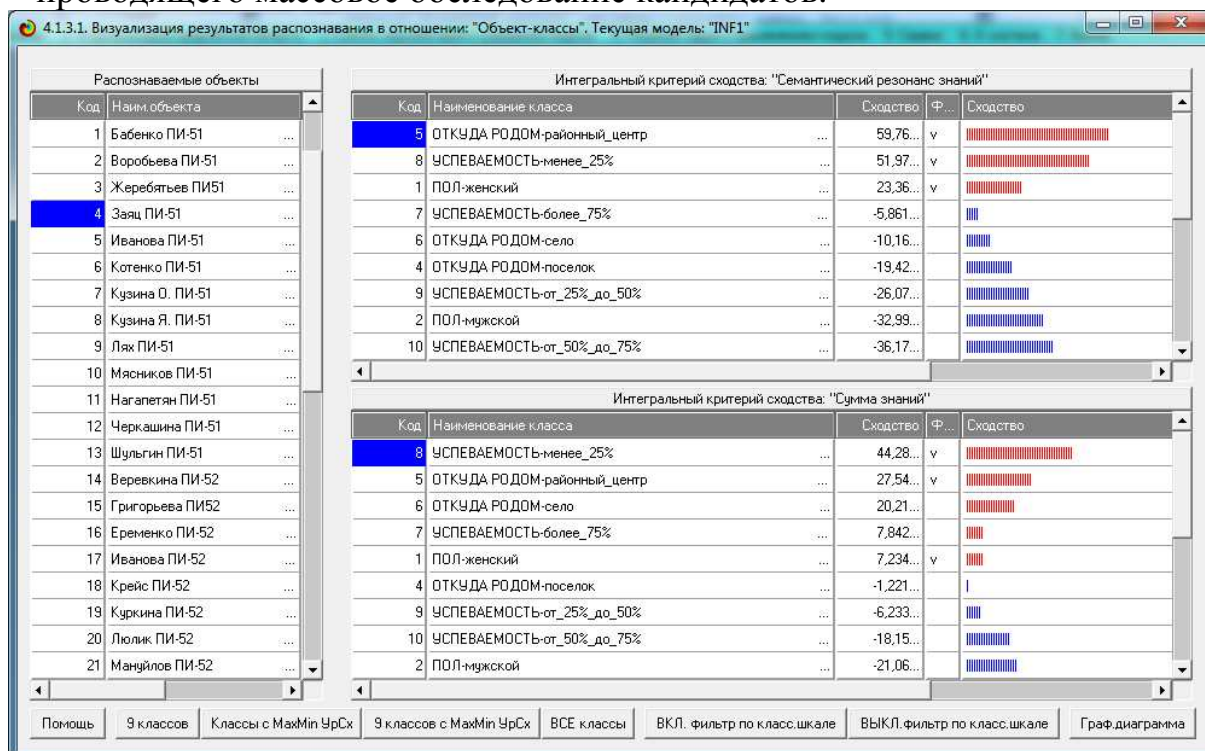 проводящего массовое обследование кандидатов.
4.1.3.1. Визуализация результатов распознавания в отношении: "Объект-классы". Текущая модель: "INF1"
Распознаваемые объекты
Код Наим.объекта
1 Бабенко ПИ-51 ...
2 Воробьева ПИ-51 ...
3 Жеребятьев ПИ51 ...
4 Заяц ПИ-51 ...
5 Иванова ПИ-51 ...
6 Котенко ПИ-51 ...
7 Кузина О. ПИ-51 ...
8 Кузина Я. ПИ-51 ...
9 Лях ПИ-51 ...
10 Мясников ПИ-51 ...
11 Нагапетян ПИ-51 ...
12 Черкашина ПИ-51 ...
13 Шульгин ПИ-51 ...
14 Веревкина ПИ-52 ...
15 Григорьева ПИ52 ...
16 Еременко ПИ-52 ...
17 Иванова ПИ-52 ...
18 Крейс ПИ-52 ...
19 Куркина ПИ-52 ...
20 Люлик ПИ-52 ...
21 Мануйлов ПИ-52 ...
Интегральный критерий сходства: "Семантический резонанс знаний"
Код Наименование класса Сходство Ф... Сходство
5 ОТКУДА РОДОМ-районный_центр ... 59,76... v
8 УСПЕВАЕМОСТЬ-менее_25% ... 51,97... v
1 ПОЛ-женский ... 23,36... v
7 УСПЕВАЕМОСТЬ-более_75% ... -5,861...
6 ОТКУДА РОДОМ-село ... -10,16...
4 ОТКУДА РОДОМ-поселок ... -19,42...
9 УСПЕВАЕМОСТЬ-от_25%_до_50% ... -26,07...
2 ПОЛ-мужской ... -32,99...
10 УСПЕВАЕМОСТЬ-от_50%_до_75% ... -36,17...
Интегральный критерий сходства: "Сумма знаний"
Код Наименование класса Сходство Ф... Сходство
8 УСПЕВАЕМОСТЬ-менее_25% ... 44,28... v
5 ОТКУДА РОДОМ-районный_центр ... 27,54... v
6 ОТКУДА РОДОМ-село ... 20,21...
7 УСПЕВАЕМОСТЬ-более_75% ... 7,842...
1 ПОЛ-женский ... 7,234... v
4 ОТКУДА РОДОМ-поселок ... -1,221...
9 УСПЕВАЕМОСТЬ-от_25%_до_50% ... -6,233...
10 УСПЕВАЕМОСТЬ-от_50%_до_75% ... -18,15...
2 ПОЛ-мужской ... -21,06...
Помощь 9 классов Классы с MaxMin УрСх 9 классов с MaxMin УрСх ВСЕ классы ВКЛ. фильтр по класс.шкале ВЫКЛ.фильтр по класс.шкале Граф.диаграмма